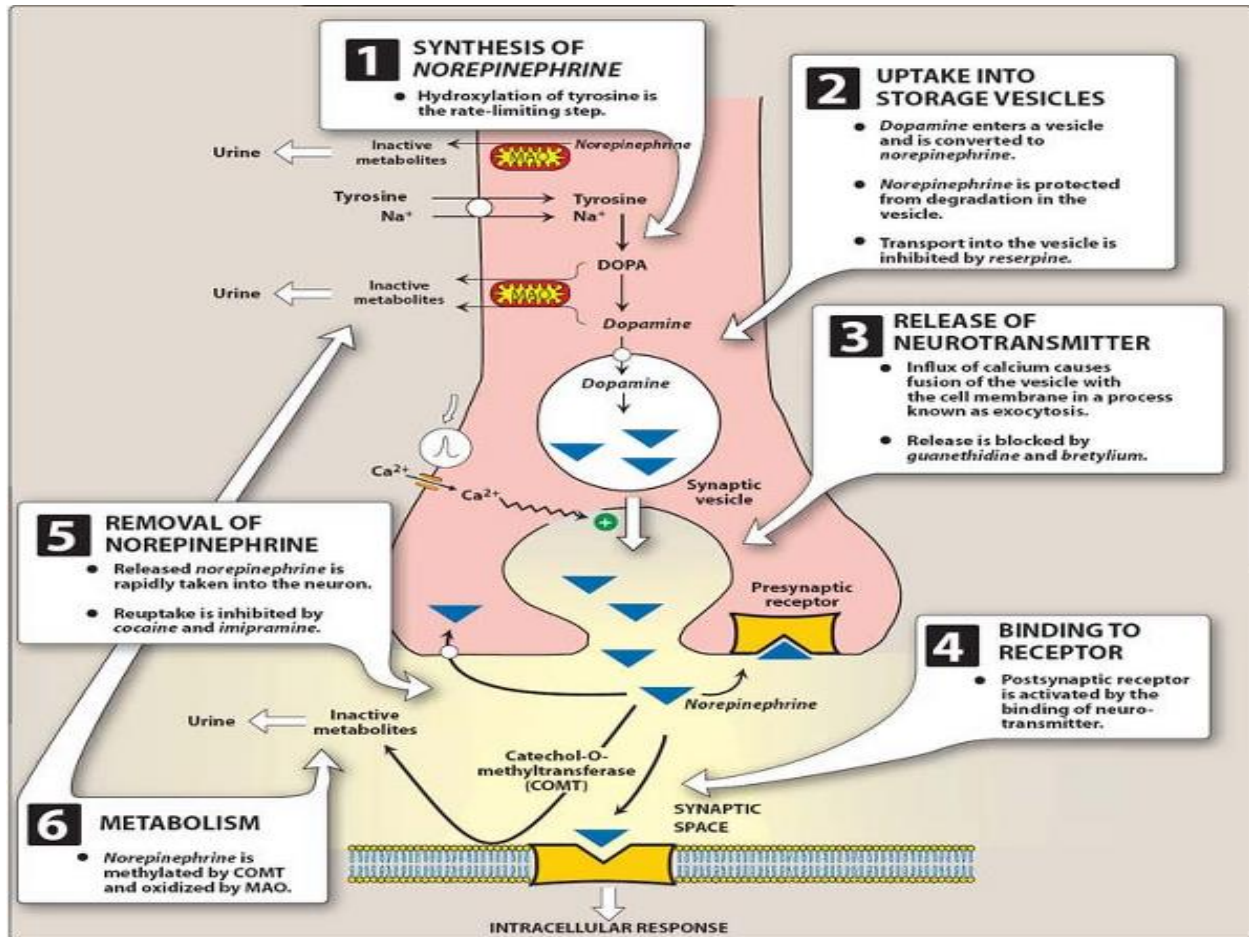 1
SYNTHESIS OF
NOREPINEPHRINE
• Hydroxylation of tyrosine is
the rate-limiting step.
2
UPTAKE INTO
STORAGE VESICLES
• Dopamine enters a vesicle
and is converted to
norepinephrine.
• Norepinephrine is protected
from degradation in the
vesicle.
• Transport into the vesicle is
inhibited by reserpine.
Urine
Inactive
metabolites
MAO
Norepinephrine
Tyrosine
Na⁺
Tyrosine
Na⁺
DOPA
Urine
Inactive
metabolites
MAO
Dopamine
Dopamine
3
RELEASE OF
NEUROTRANSMITTER
• Influx of calcium causes
fusion of the vesicle with
the cell membrane in a process
known as exocytosis.
• Release is blocked by
guanethidine and bretylium.
Ca²⁺
Ca²⁺
+
Synaptic
vesicle
5
REMOVAL OF
NOREPINEPHRINE
• Released norepinephrine is
rapidly taken into the neuron.
• Reuptake is inhibited by
cocaine and imipramine.
Presynaptic
receptor
4
BINDING TO
RECEPTOR
• Postsynaptic receptor
is activated by the
binding of neuro-
transmitter.
Norepinephrine
Urine
Inactive
metabolites
Catechol-O-
methyltransferase
(COMT)
SYNAPTIC
SPACE
6
METABOLISM
• Norepinephrine is
methylated by COMT
and oxidized by MAO.
INTRACELLULAR RESPONSE